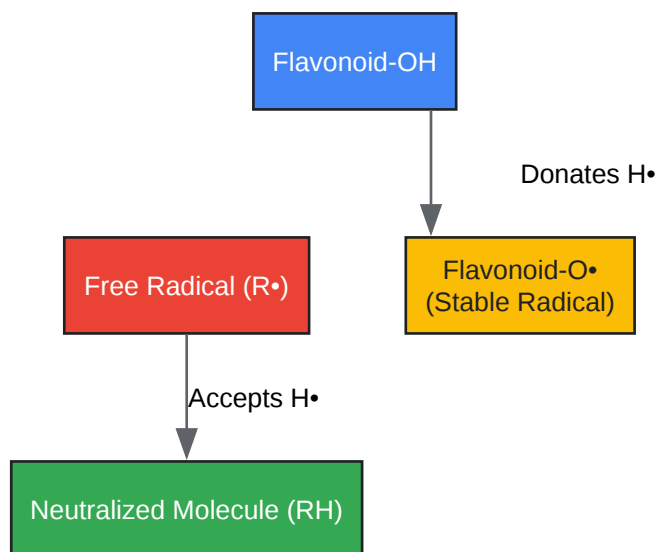 Flavonoid-OH
Donates H•
Free Radical (R•)
Flavonoid-O•
(Stable Radical)
Accepts H•
Neutralized Molecule (RH)